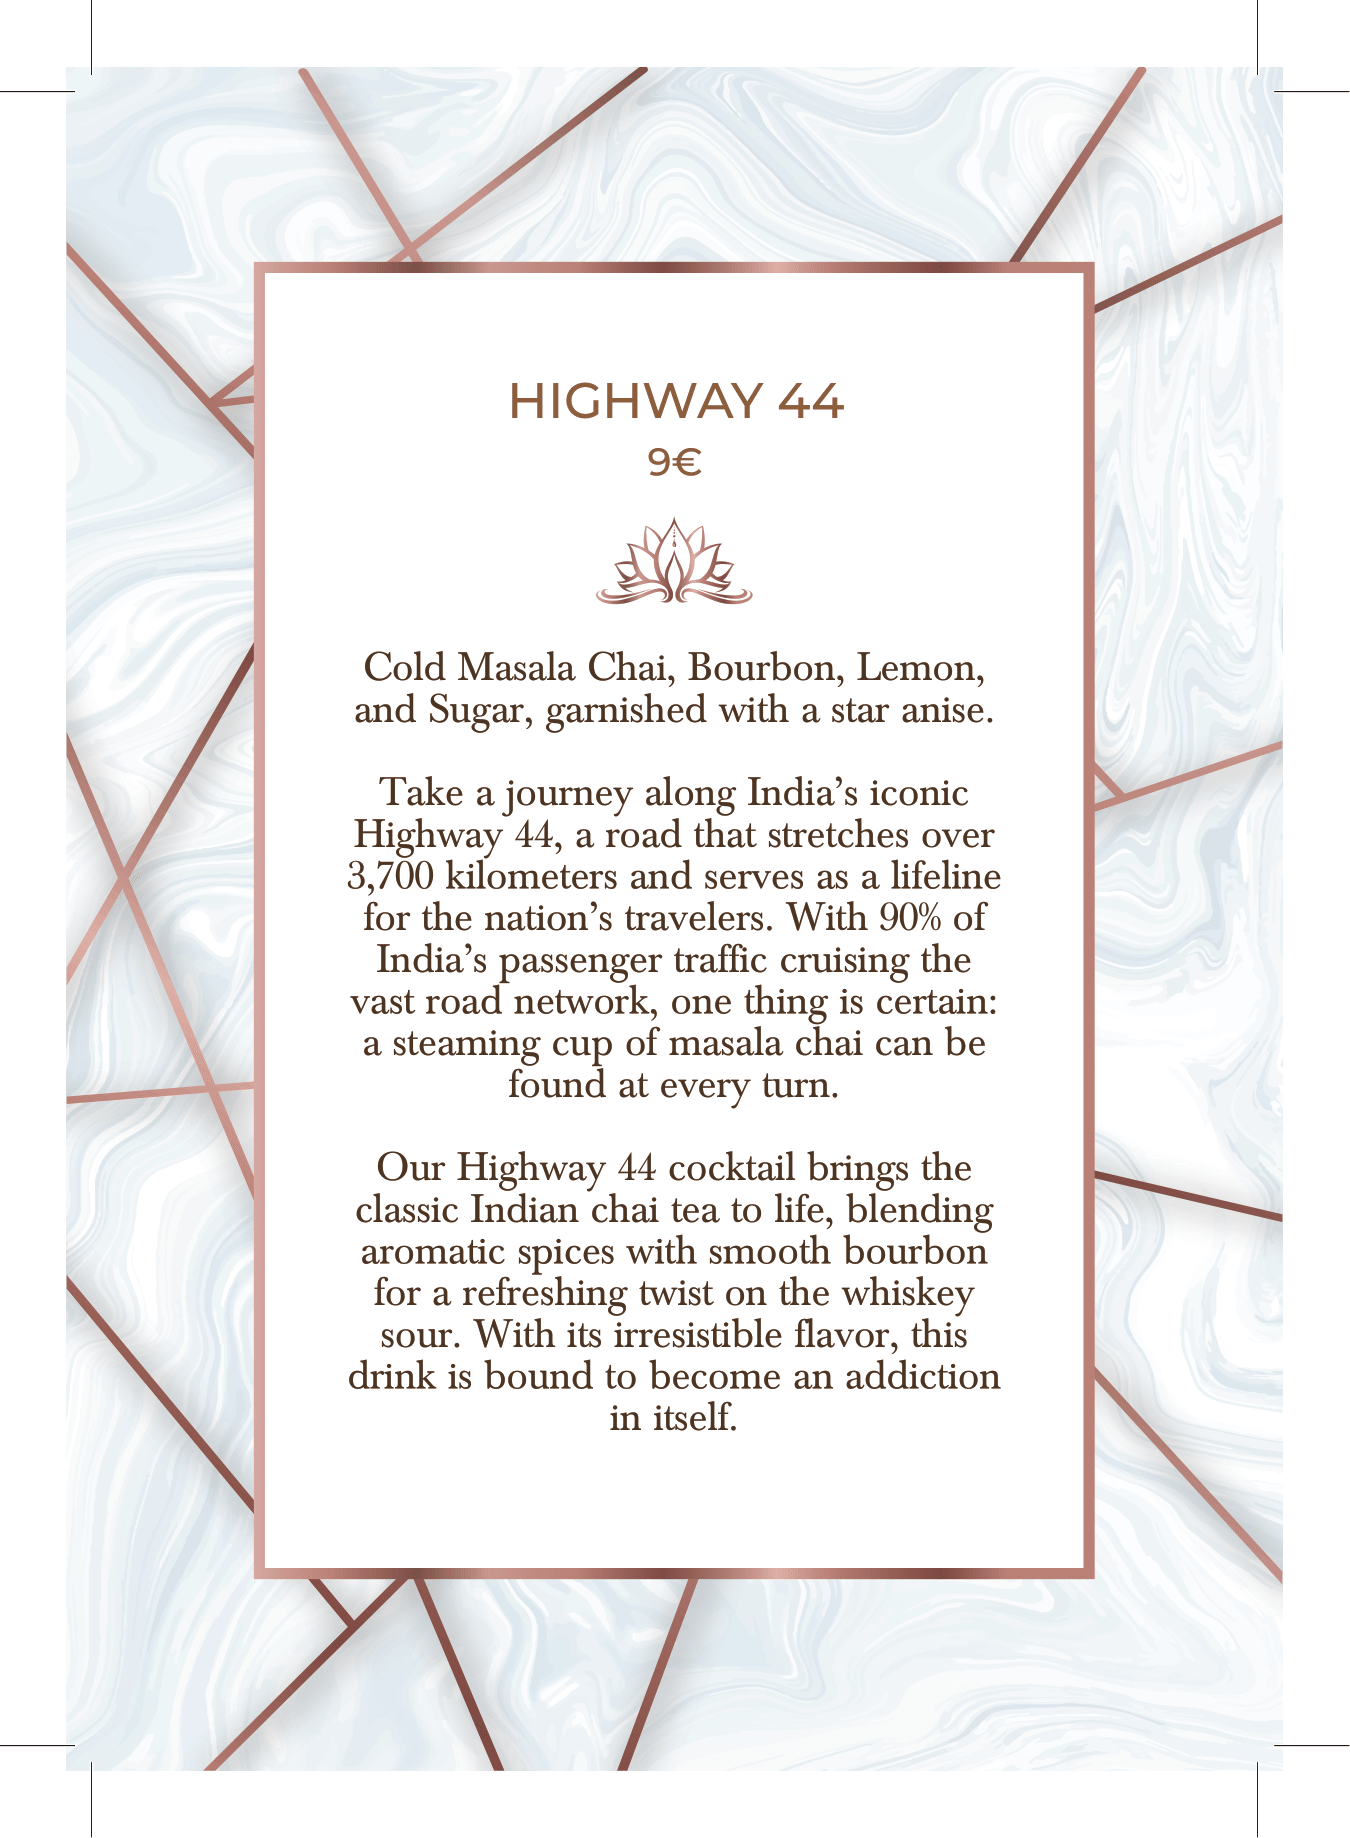 HIGHWAY 44
9€
Cold Masala Chai, Bourbon, Lemon,
and Sugar, garnished with a star anise.
Take a journey along India’s iconic
Highway 44, a road that stretches over
3,700 kilometers and serves as a lifeline
for the nation’s travelers. With 90% of
India’s passenger traffic cruising the
vast road network, one thing is certain:
a steaming cup of masala chai can be
found at every turn.
Our Highway 44 cocktail brings the
classic Indian chai tea to life, blending
aromatic spices with smooth bourbon
for a refreshing twist on the whiskey
sour. With its irresistible flavor, this
drink is bound to become an addiction
in itself.